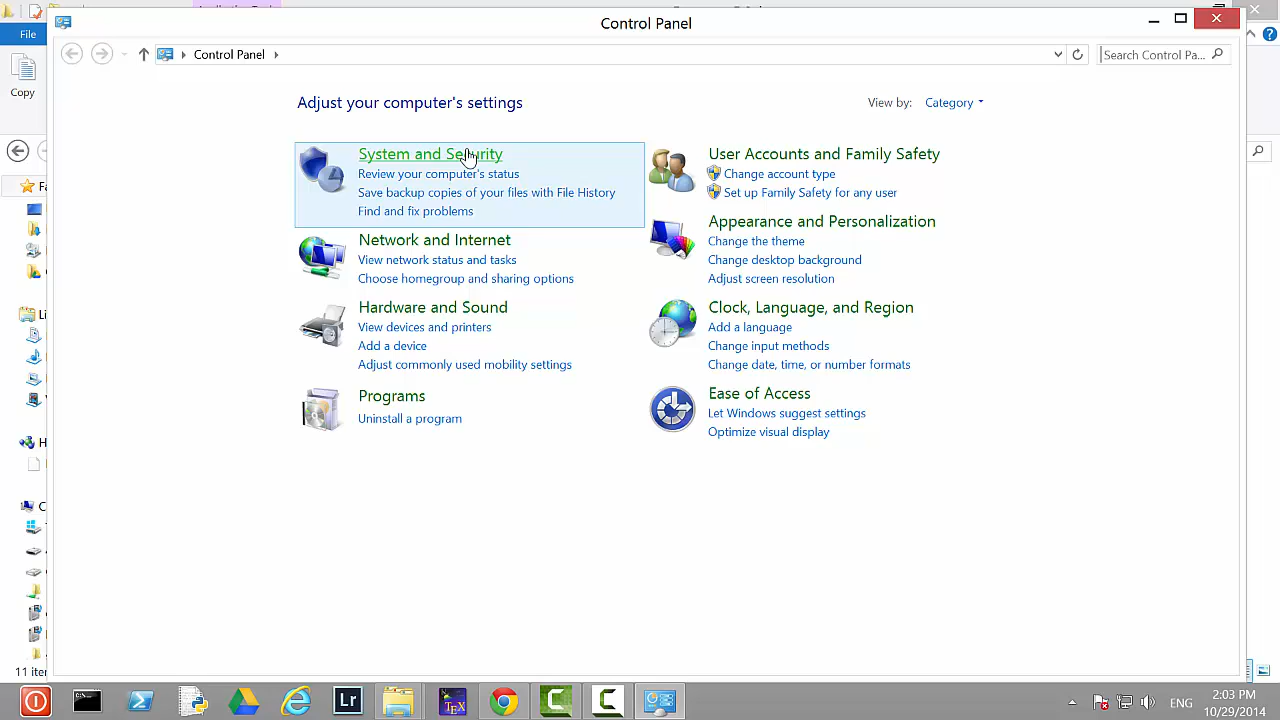 Control Panel
File
Control Panel
Search Control Pa...
Copy
Adjust your computer's settings
View by: Category
System and Security
Review your computer's status
Save backup copies of your files with File History
Find and fix problems
Network and Internet
View network status and tasks
Choose homegroup and sharing options
Hardware and Sound
View devices and printers
Add a device
Adjust commonly used mobility settings
Programs
Uninstall a program
User Accounts and Family Safety
Change account type
Set up Family Safety for any user
Appearance and Personalization
Change the theme
Change desktop background
Adjust screen resolution
Clock, Language, and Region
Add a language
Change input methods
Change date, time, or number formats
Ease of Access
Let Windows suggest settings
Optimize visual display
11 ite
Lr
TEX
ENG
2:03 PM
10/29/2014